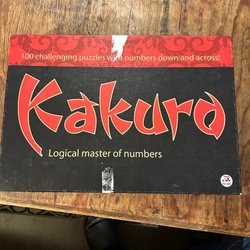 100 challenging puzzles with numbers down and across!
Kakuro
Logical master of numbers